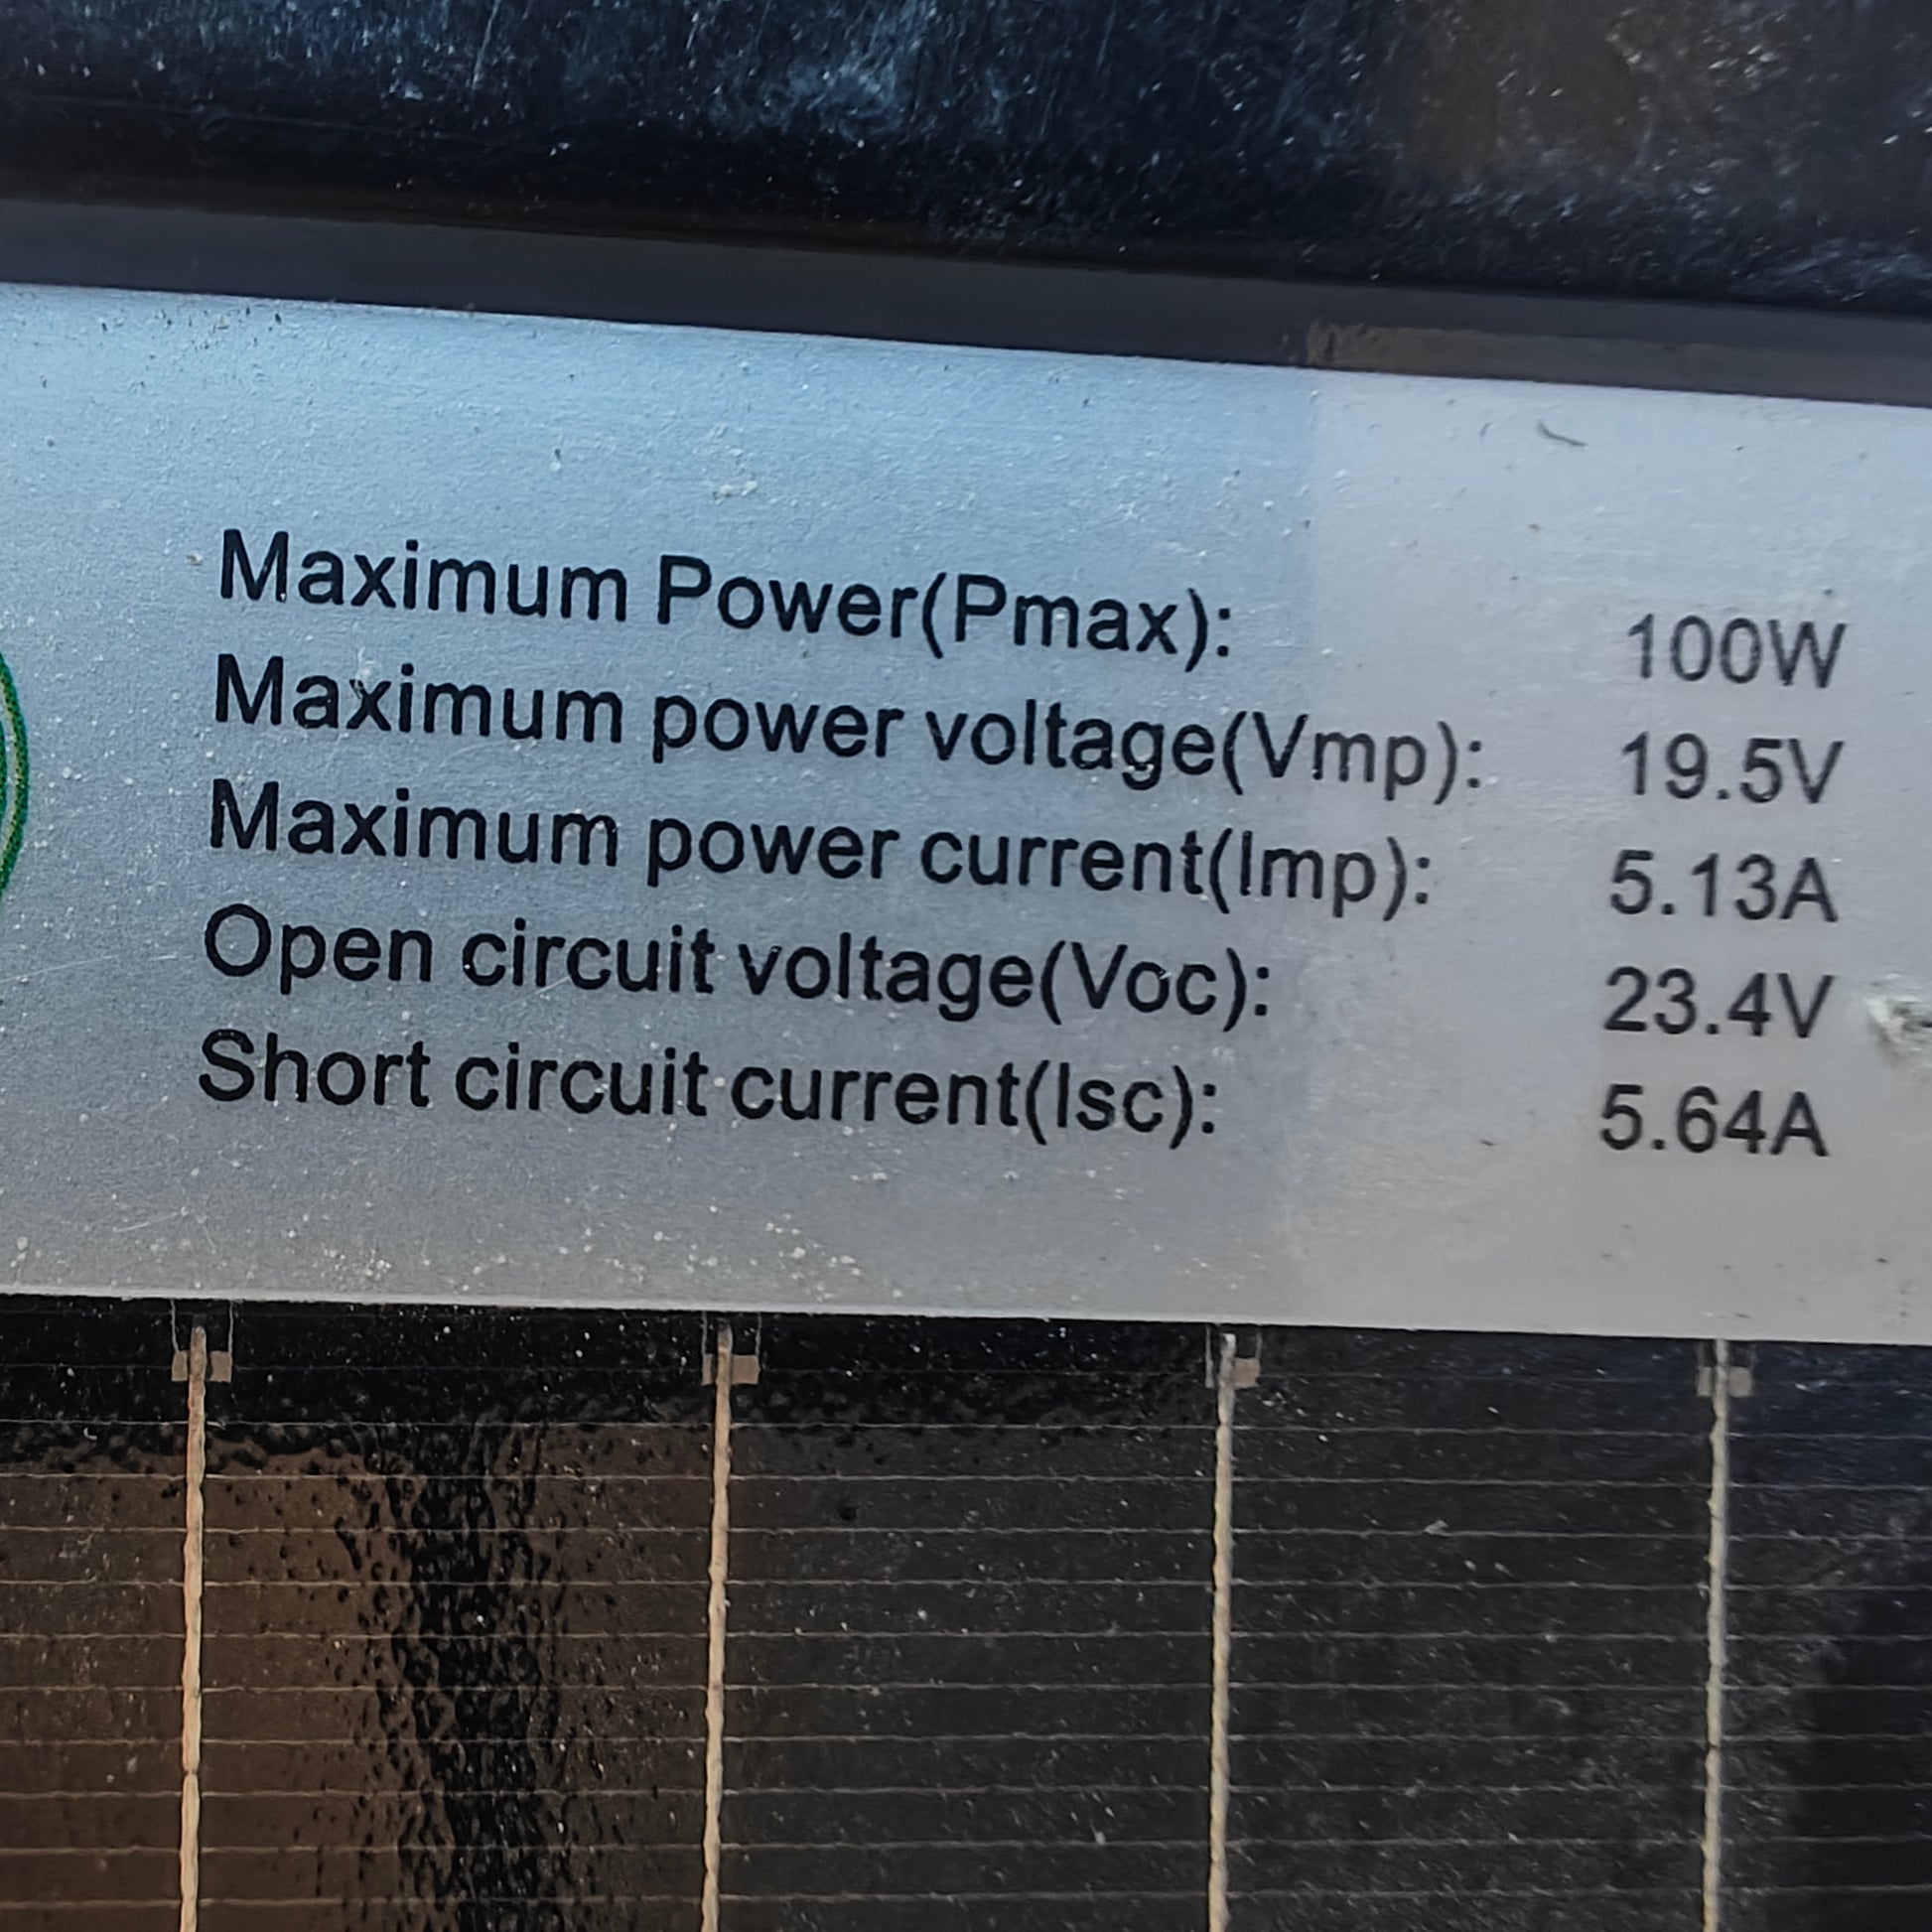 Maximum Power(Pmax): 100W
Maximum power voltage(Vmp): 19.5V
Maximum power current(Imp): 5.13A
Open circuit voltage(Voc): 23.4V
Short circuit current(Isc): 5.64A